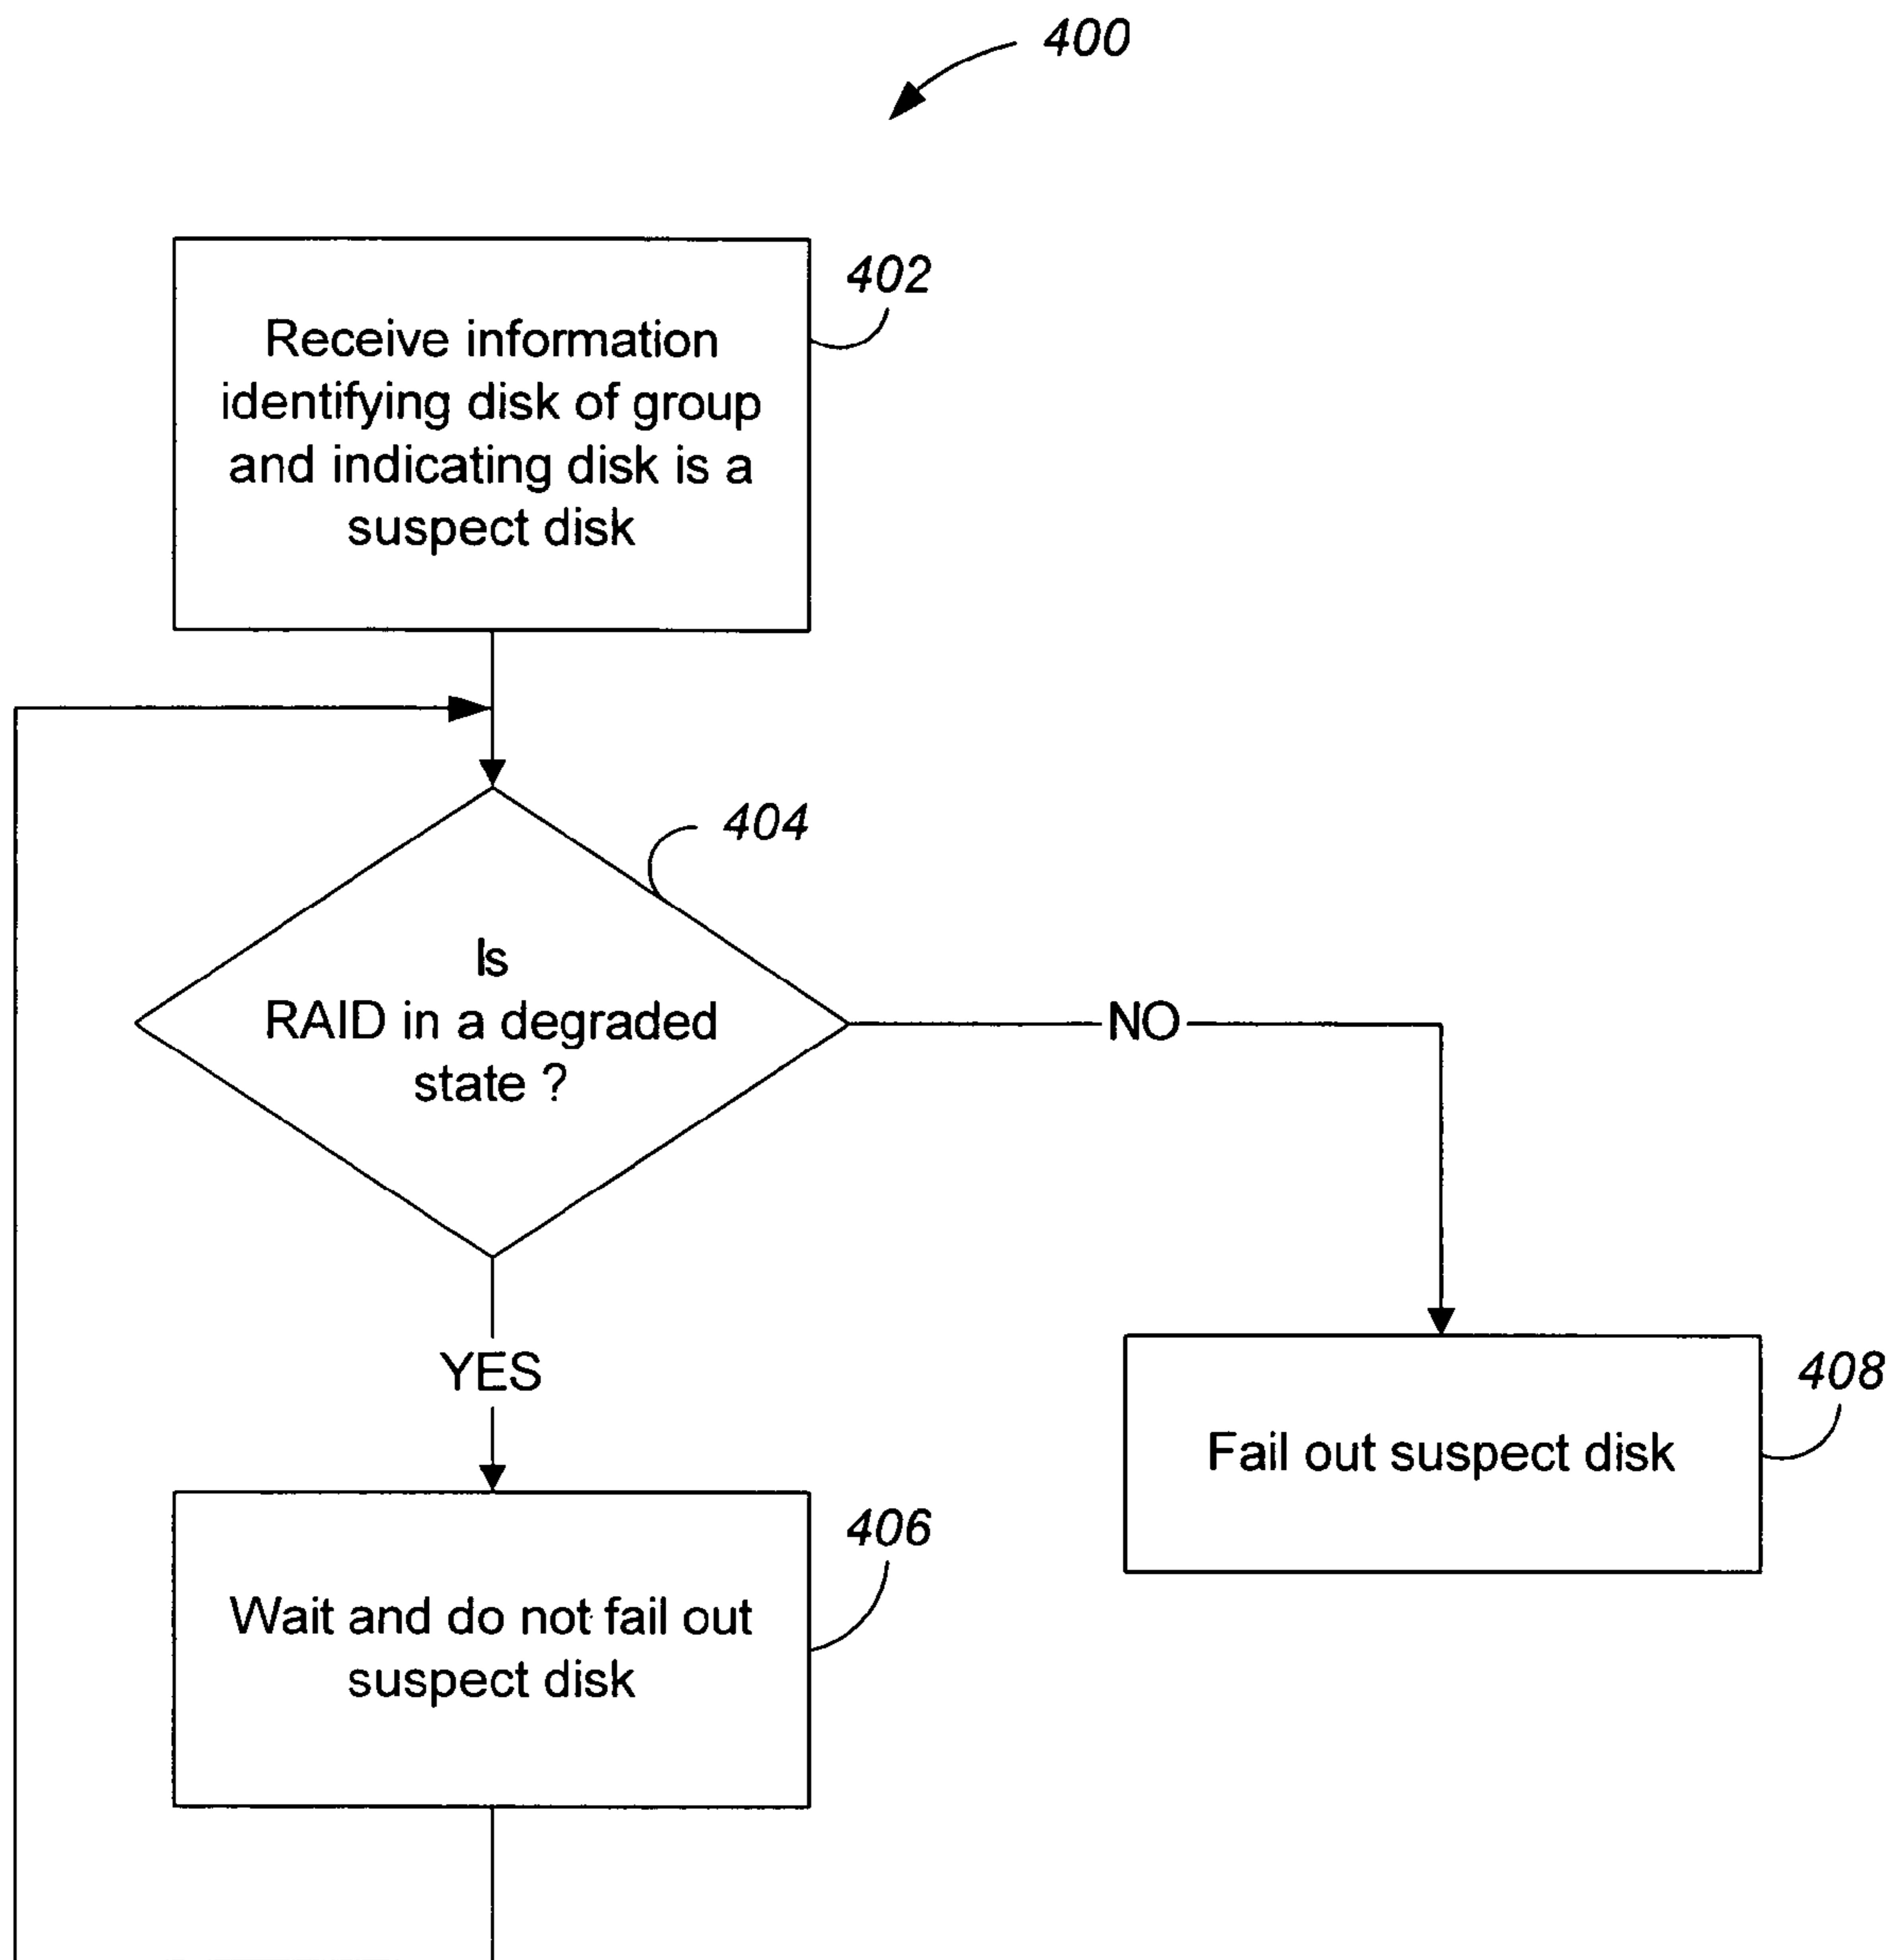 400
402
Receive information
identifying disk of group
and indicating disk is a
suspect disk
404
Is
RAID in a degraded
state ?
NO
YES
408
Fail out suspect disk
406
Wait and do not fail out
suspect disk